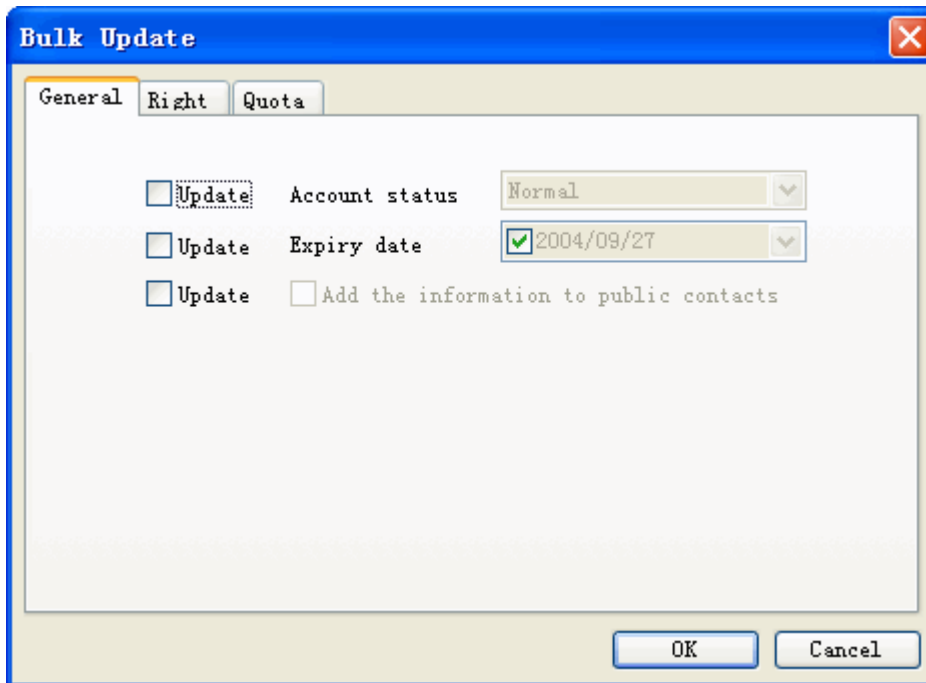 Bulk Update
General Right Quota
Update Account status Normal
Update Expiry date 2004/09/27
Update Add the information to public contacts
OK Cancel